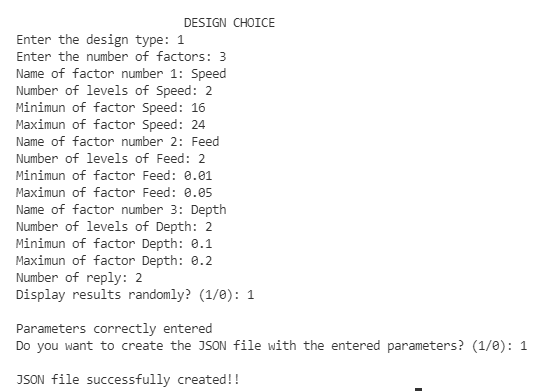 DESIGN CHOICE
Enter the design type: 1
Enter the number of factors: 3
Name of factor number 1: Speed
Number of levels of Speed: 2
Minimun of factor Speed: 16
Maximun of factor Speed: 24
Name of factor number 2: Feed
Number of levels of Feed: 2
Minimun of factor Feed: 0.01
Maximun of factor Feed: 0.05
Name of factor number 3: Depth
Number of levels of Depth: 2
Minimun of factor Depth: 0.1
Maximun of factor Depth: 0.2
Number of reply: 2
Display results randomly? (1/0): 1
Parameters correctly entered
Do you want to create the JSON file with the entered parameters? (1/0): 1
JSON file successfully created!!